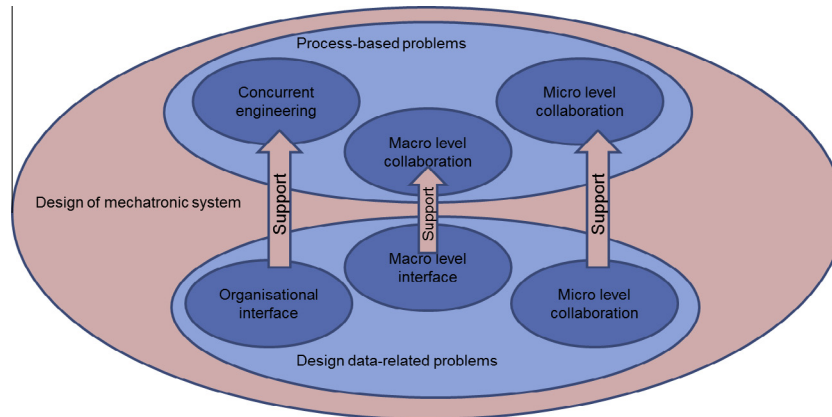 Process-based problems
Concurrent
engineering
Micro level
collaboration
Macro level
collaboration
Design of mechatronic system
Support
Support
Support
Macro level
interface
Organisational
interface
Micro level
collaboration
Design data-related problems